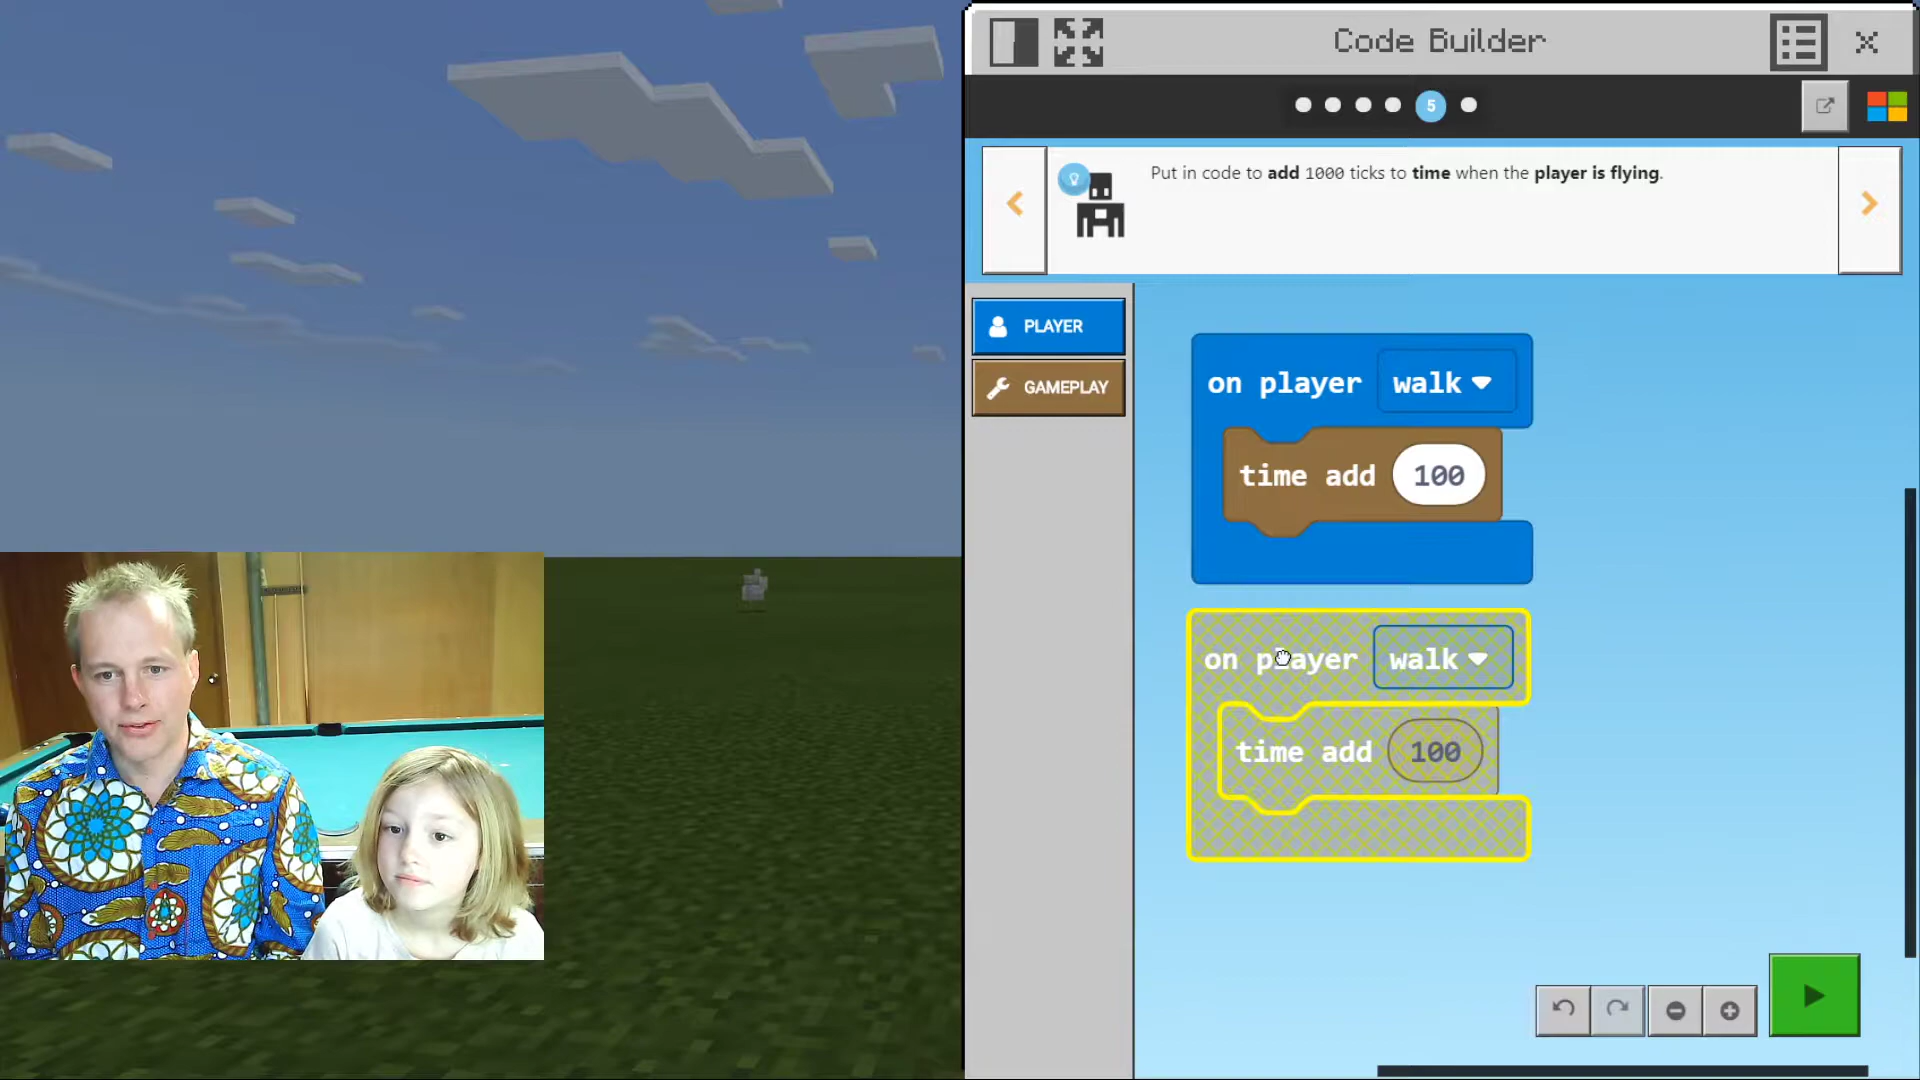 Code Builder
5
Put in code to add 1000 ticks to time when the player is flying.
PLAYER
GAMEPLAY
on player walk
time add 100
on player walk
time add 100